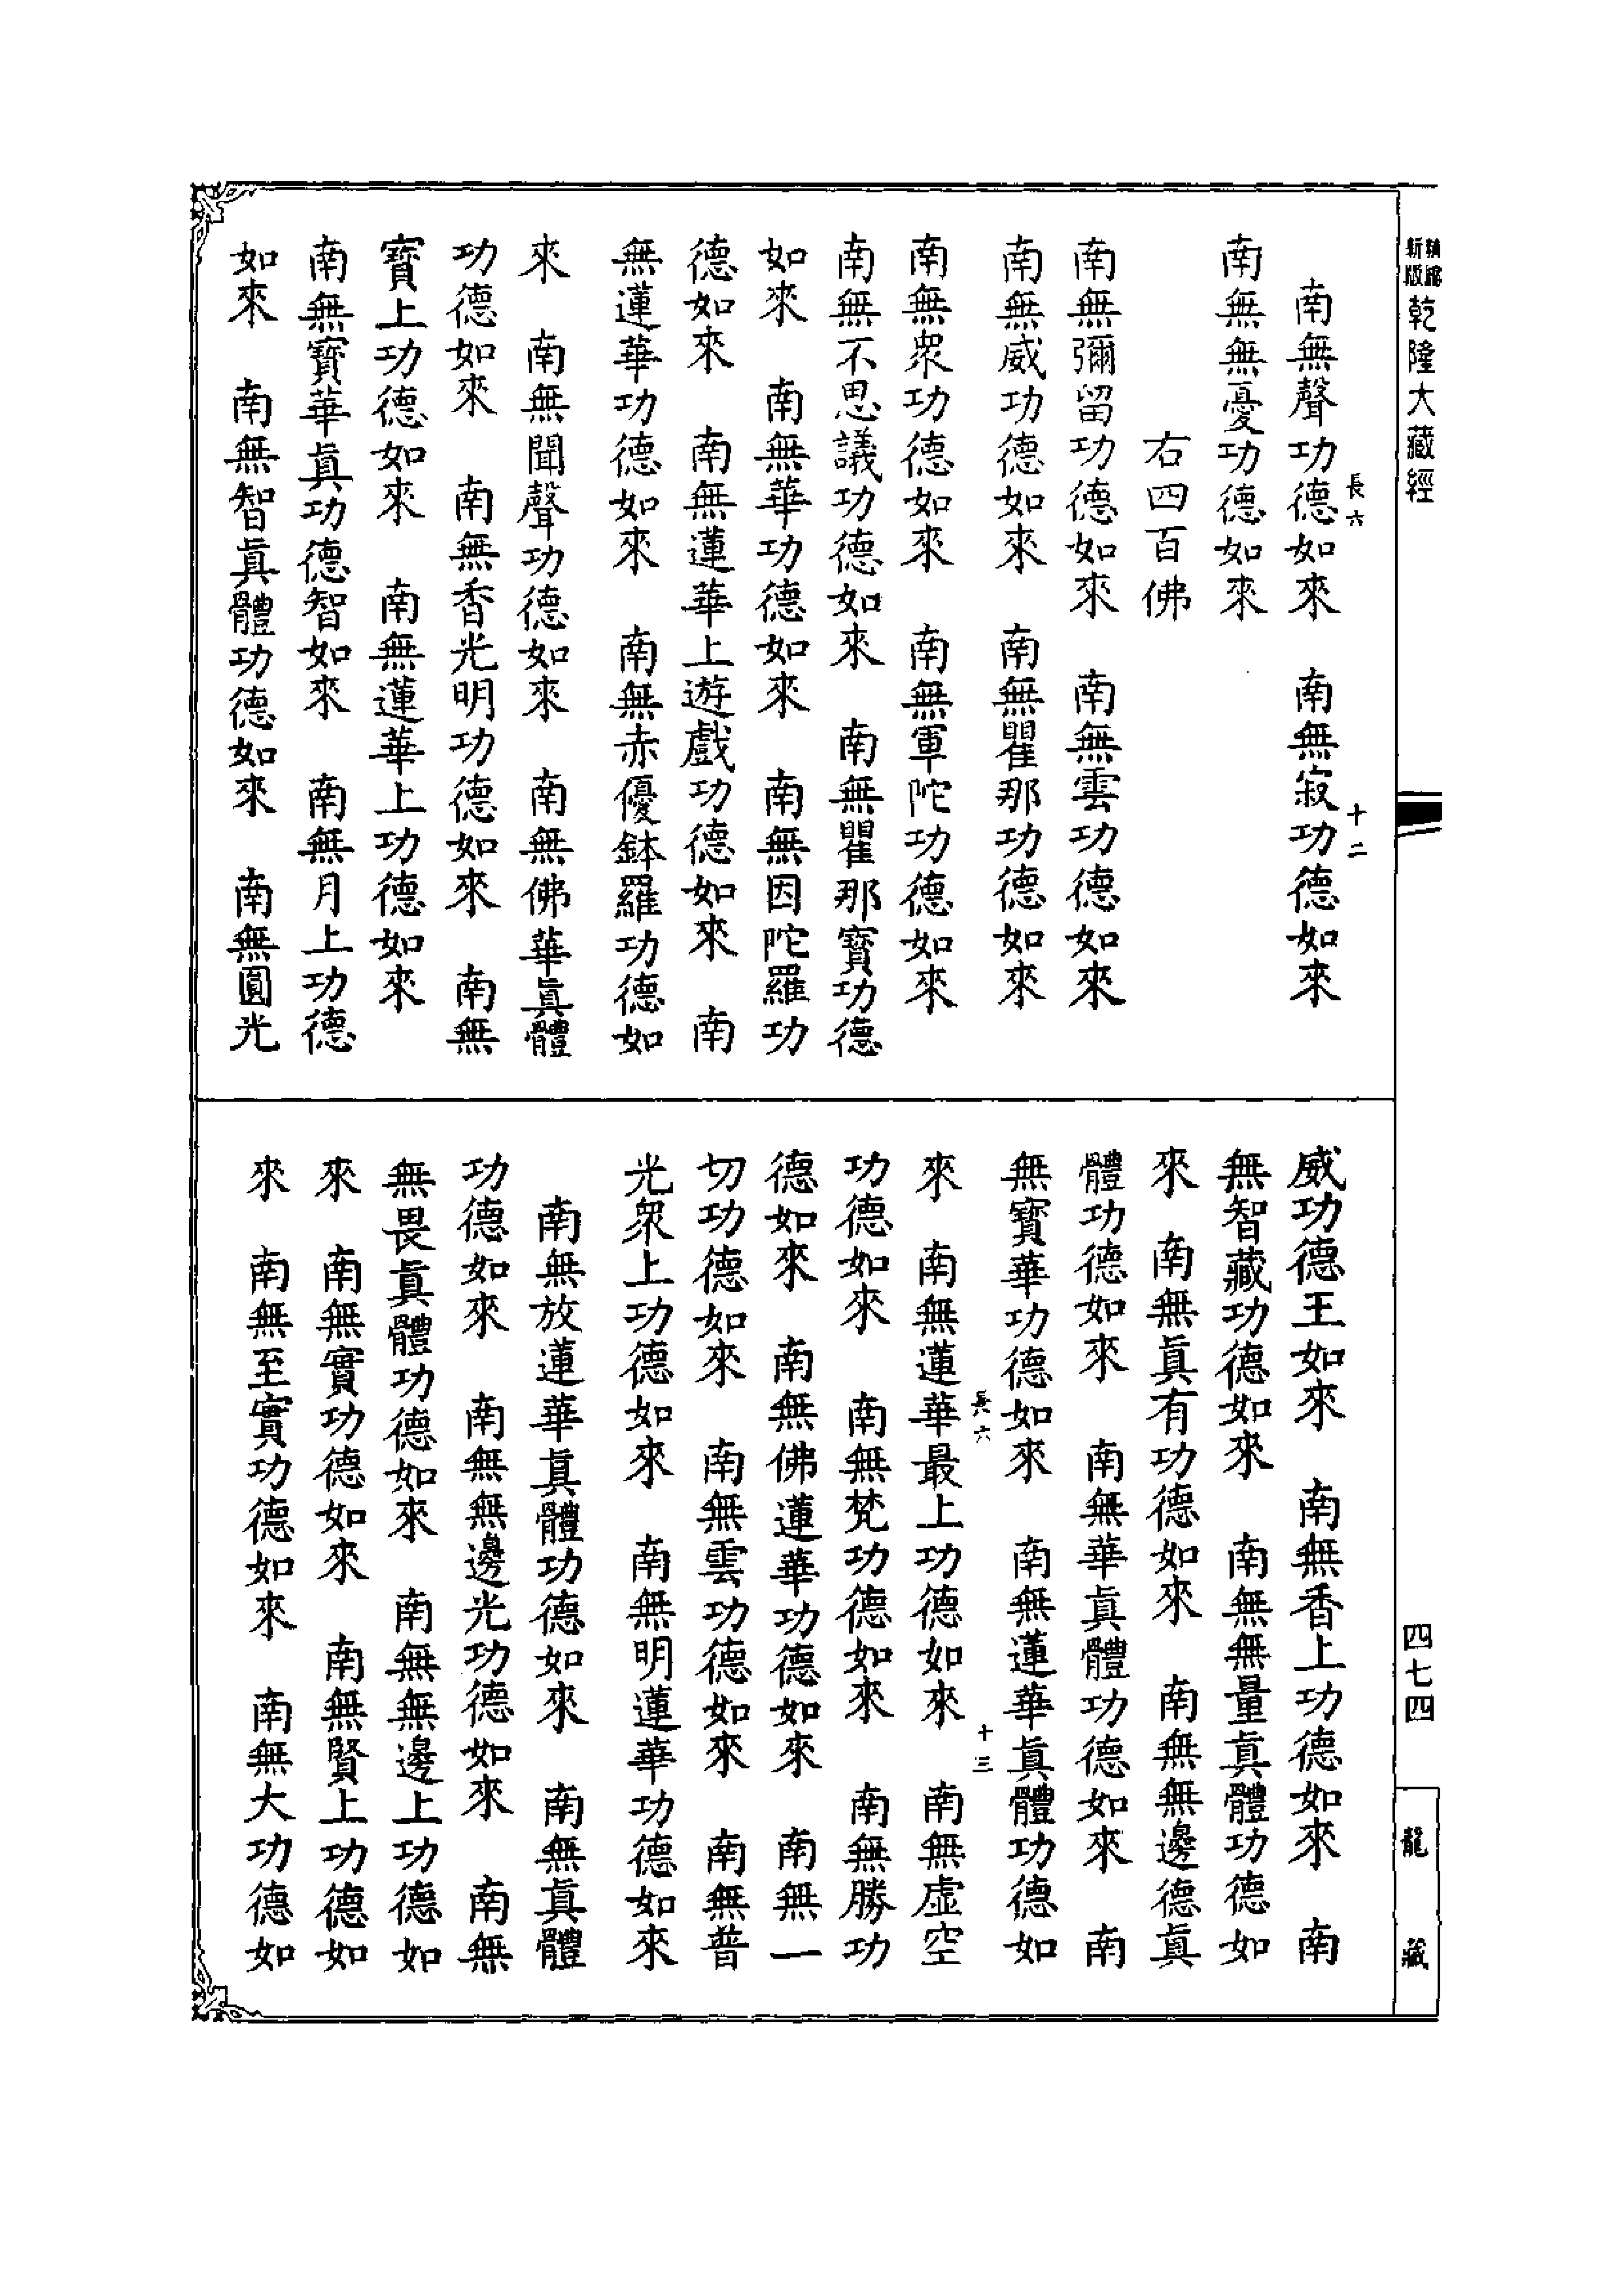 新版
乾隆大藏經
四七四
龍藏
長六
十二
南無聲功德如來　南無寂功德如來
南無無憂功德如來
右四百佛
南無彌留功德如來　南無雲功德如來
南無威功德如來　南無瞿那功德如來
南無眾功德如來　南無軍陀功德如來
南無不思議功德如來　南無瞿那寶功德
如來　南無華功德如來　南無因陀羅功
德如來　南無蓮華上遊戲功德如來　南
無蓮華功德如來　南無赤優鉢羅功德如
來　南無聞聲功德如來　南無佛華眞體
功德如來　南無香光明功德如來　南無
寶上功德如來　南無蓮華上功德如來
南無寶華眞功德智如來　南無月上功德
如來　南無智眞體功德如來　南無圓光
威功德王如來　南無香上功德如來　南
無智藏功德如來　南無無量真體功德如
來　南無眞有功德如來　南無無邊德真
體功德如來　南無華眞體功德如來　南
無寶華功德如來　南無蓮華眞體功德如
長六
十三
來　南無蓮華最上功德如來　南無虛空
功德如來　南無梵功德如來　南無勝功
德如來　南無佛蓮華功德如來　南無一
切功德如來　南無雲功德如來　南無普
光眾上功德如來　南無明蓮華功德如來
南無放蓮華眞體功德如來　南無真體
功德如來　南無無邊光功德如來　南無
無畏眞體功德如來　南無無邊上功德如
來　南無實功德如來　南無賢上功德如
來　南無至實功德如來　南無大功德如